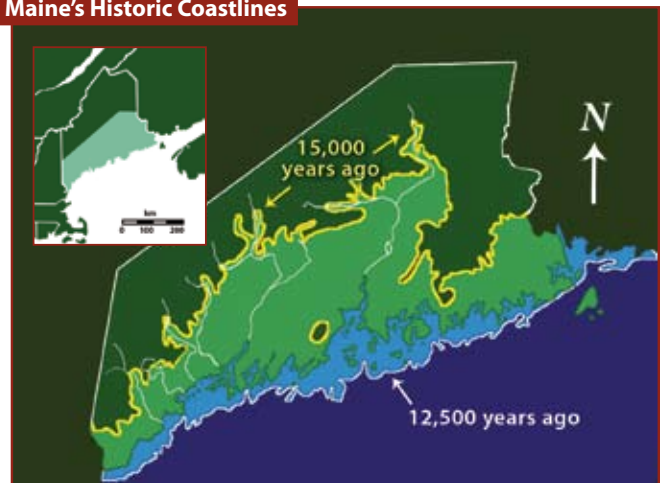 Maine's Historic Coastlines
km
0 100 200
15,000
years ago
N
12,500 years ago